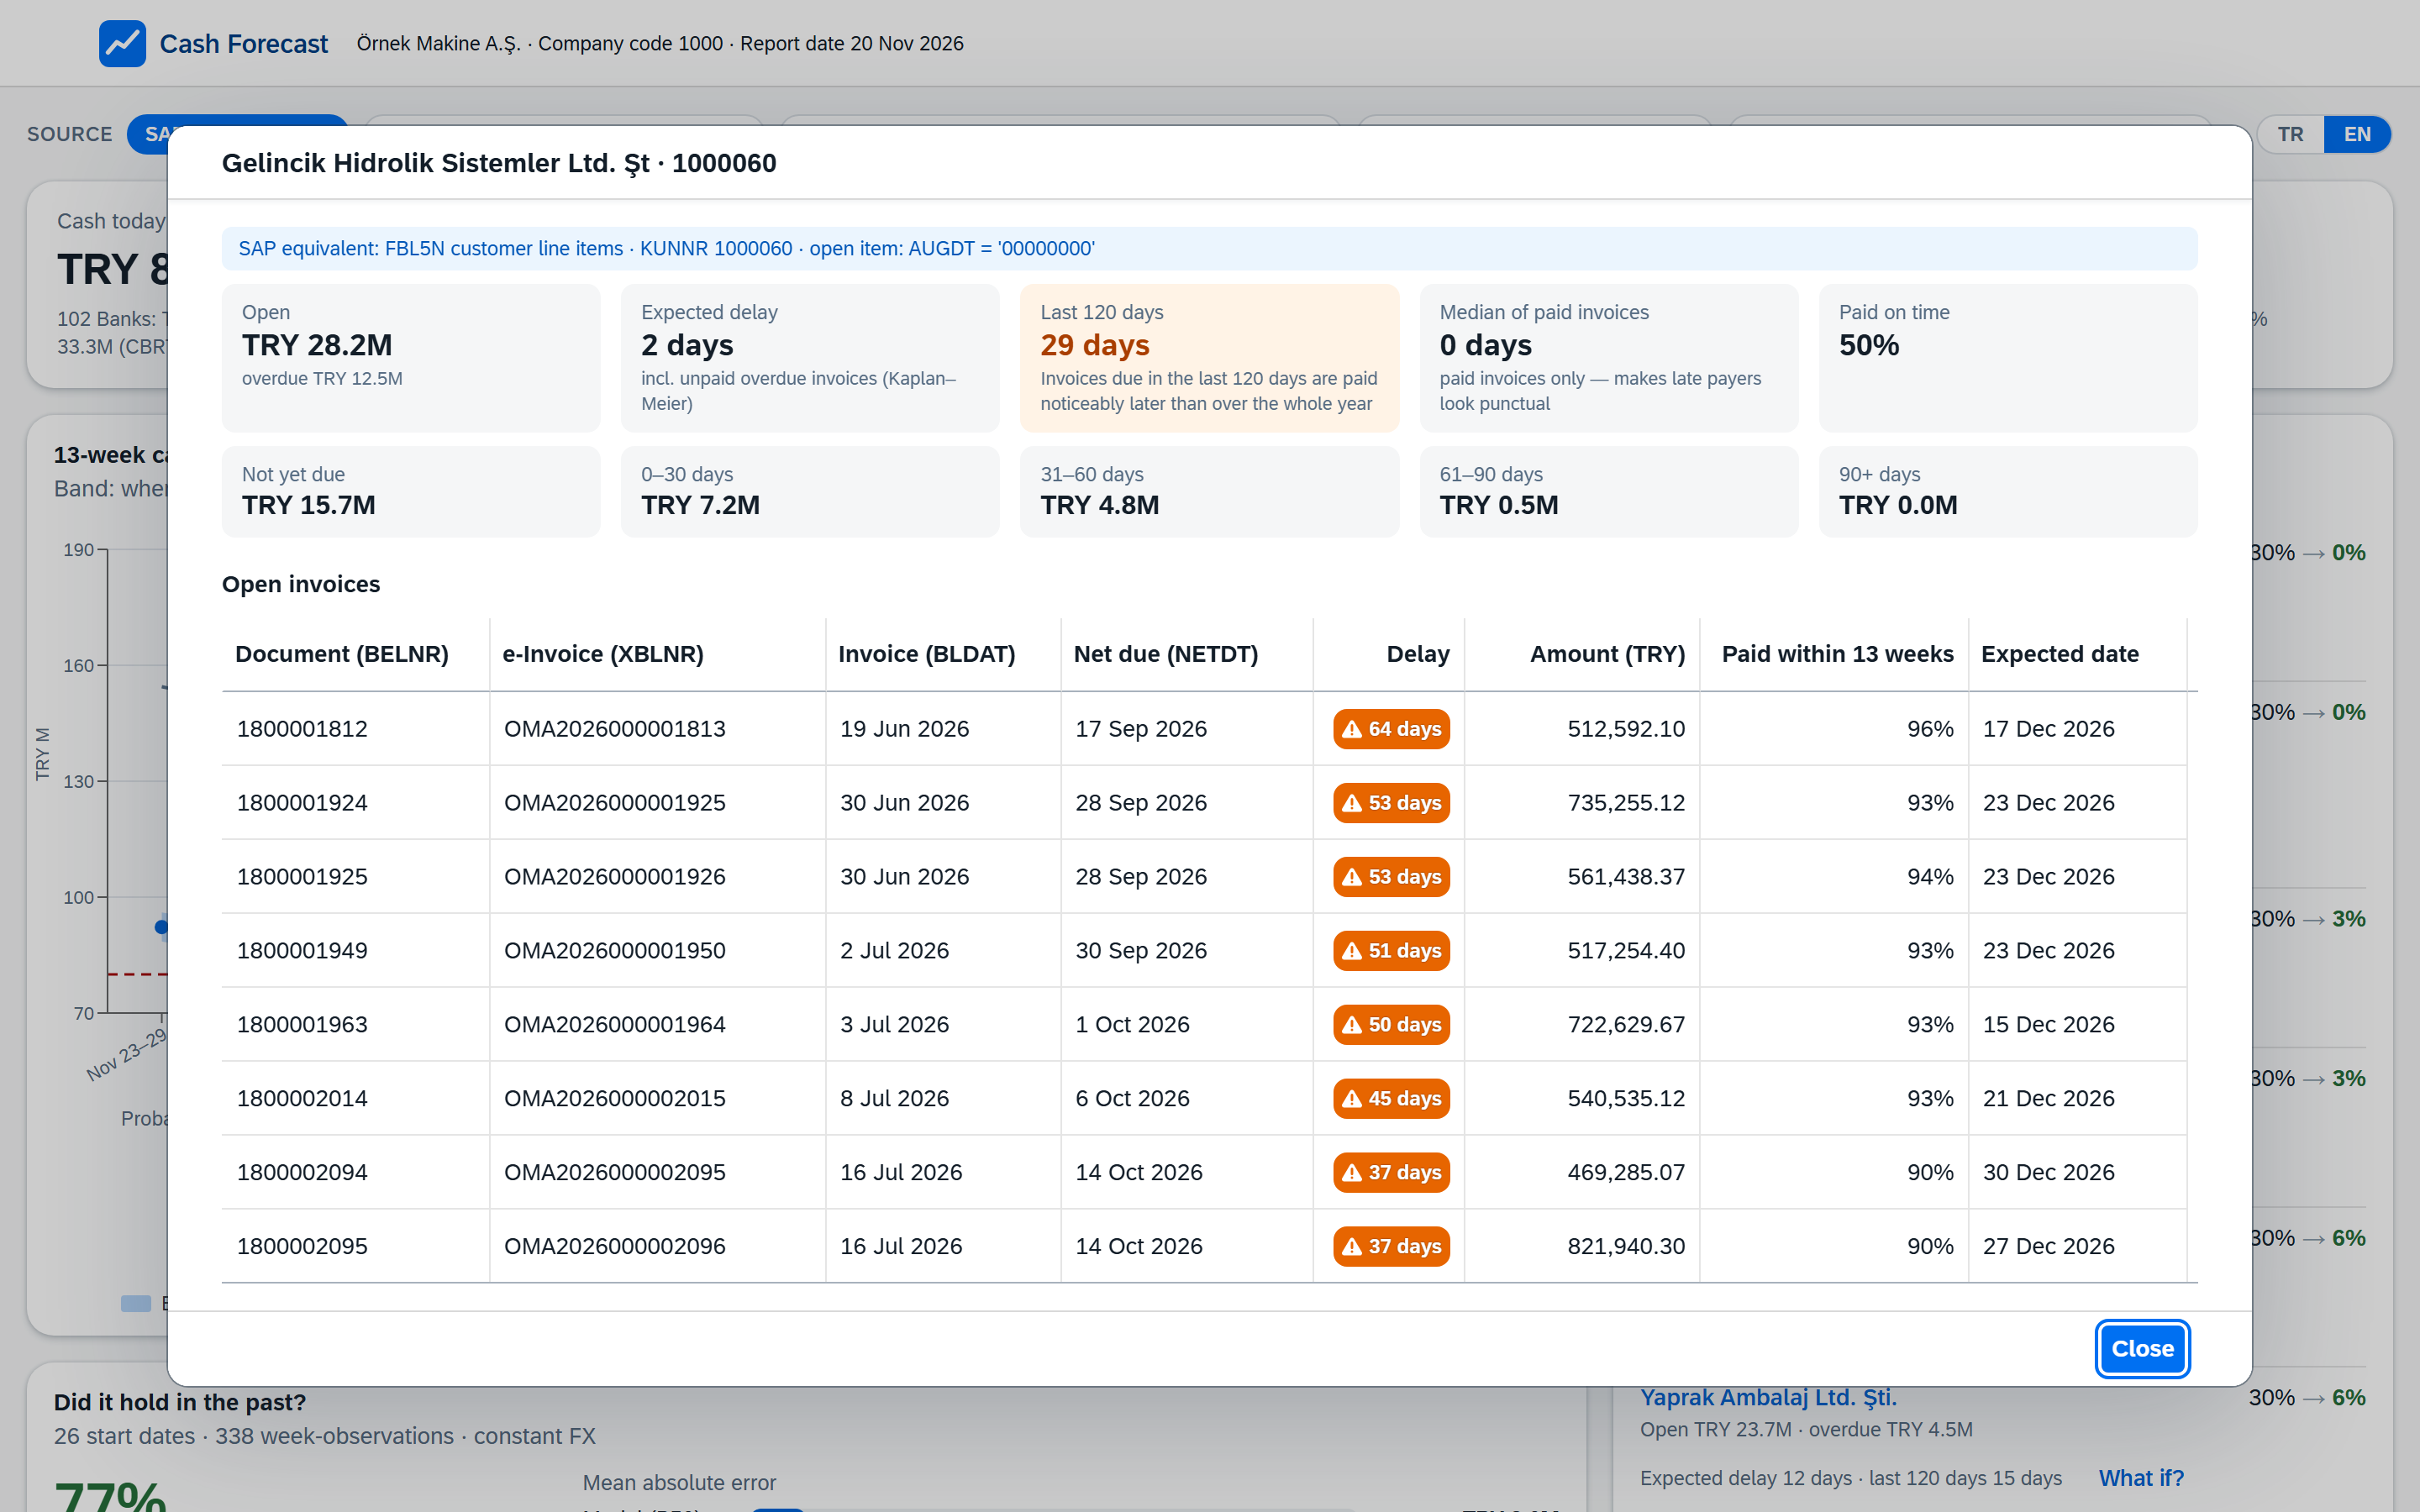 Cash Forecast
Örnek Makine A.Ş. · Company code 1000 · Report date 20 Nov 2026
SOURCE
TR EN
Cash today
TRY 8
102 Banks:
33.3M
%
Gelincik Hidrolik Sistemler Ltd. Şt · 1000060
SAP equivalent: FBL5N customer line items · KUNNR 1000060 · open item: AUGDT = '00000000'
Open
TRY 28.2M
overdue TRY 12.5M
Expected delay
2 days
incl. unpaid overdue invoices (Kaplan–
Meier)
Last 120 days
29 days
Invoices due in the last 120 days are paid
noticeably later than over the whole year
Median of paid invoices
0 days
paid invoices only — makes late payers
look punctual
Paid on time
50%
Not yet due
TRY 15.7M
0–30 days
TRY 7.2M
31–60 days
TRY 4.8M
61–90 days
TRY 0.5M
90+ days
TRY 0.0M
Open invoices
Document (BELNR) e-Invoice (XBLNR) Invoice (BLDAT) Net due (NETDT) Delay Amount (TRY) Paid within 13 weeks Expected date
1800001812 OMA2026000001813 19 Jun 2026 17 Sep 2026 64 days 512,592.10 96% 17 Dec 2026
1800001924 OMA2026000001925 30 Jun 2026 28 Sep 2026 53 days 735,255.12 93% 23 Dec 2026
1800001925 OMA2026000001926 30 Jun 2026 28 Sep 2026 53 days 561,438.37 94% 23 Dec 2026
1800001949 OMA2026000001950 2 Jul 2026 30 Sep 2026 51 days 517,254.40 93% 23 Dec 2026
1800001963 OMA2026000001964 3 Jul 2026 1 Oct 2026 50 days 722,629.67 93% 15 Dec 2026
1800002014 OMA2026000002015 8 Jul 2026 6 Oct 2026 45 days 540,535.12 93% 21 Dec 2026
1800002094 OMA2026000002095 16 Jul 2026 14 Oct 2026 37 days 469,285.07 90% 30 Dec 2026
1800002095 OMA2026000002096 16 Jul 2026 14 Oct 2026 37 days 821,940.30 90% 27 Dec 2026
Close
13-week
Band:
190
160
130
100
70
TRY M
Nov 23–29
30% → 0%
30% → 0%
30% → 3%
30% → 3%
30% → 6%
Did it hold in the past?
26 start dates · 338 week-observations · constant FX
77%
Mean absolute error
Yaprak Ambalaj Ltd. Şti.
30% → 6%
Open TRY 23.7M · overdue TRY 4.5M
Expected delay 12 days · last 120 days 15 days
What if?